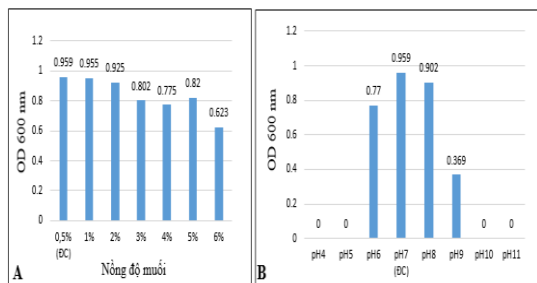 OD 600 nm
1.2
1
0.8
0.6
0.4
0.2
0
0.959
0.955
0.925
0.802
0.775
0.82
0.623
0,5% (ĐC)
1%
2%
3%
4%
5%
6%
Nồng độ muối
A
OD 600 nm
1.2
1
0.8
0.6
0.4
0.2
0
0
0
0.77
0.959
0.902
0.369
0
0
pH4
pH5
pH6
pH7 (ĐC)
pH8
pH9
pH10
pH11
B